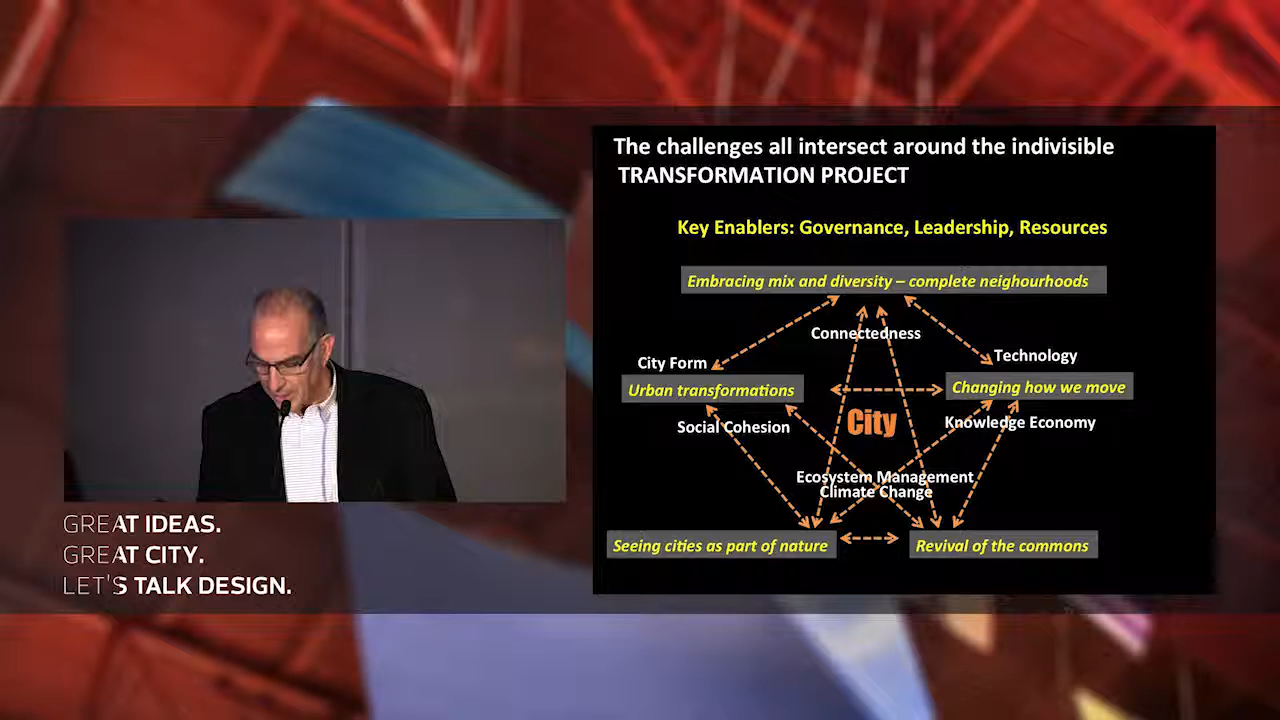 The challenges all intersect around the indivisible
TRANSFORMATION PROJECT
Key Enablers: Governance, Leadership, Resources
Embracing mix and diversity – complete neighourhoods
Connectedness
City Form
Technology
Urban transformations
Changing how we move
City
Social Cohesion
Knowledge Economy
Ecosystem Management
Climate Change
Seeing cities as part of nature
Revival of the commons
GREAT IDEAS.
GREAT CITY.
LET'S TALK DESIGN.